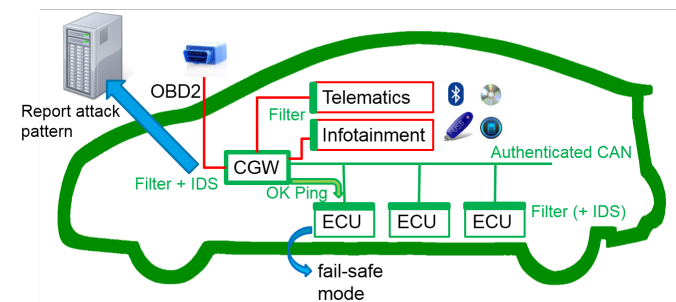 OBD2
Report attack
pattern
Telematics
Filter
Infotainment
Authenticated CAN
CGW
Filter + IDS
OK Ping
ECU
ECU
ECU
Filter (+ IDS)
fail-safe
mode